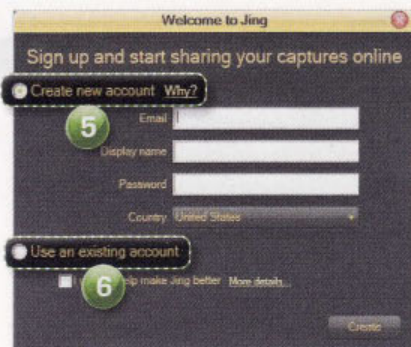 Welcome to Jing
Sign up and start sharing your captures online
Create new account Why?
5
Email
Display name
Password
Country United States
Use an existing account
6
I elp make Jing better More details...
Create